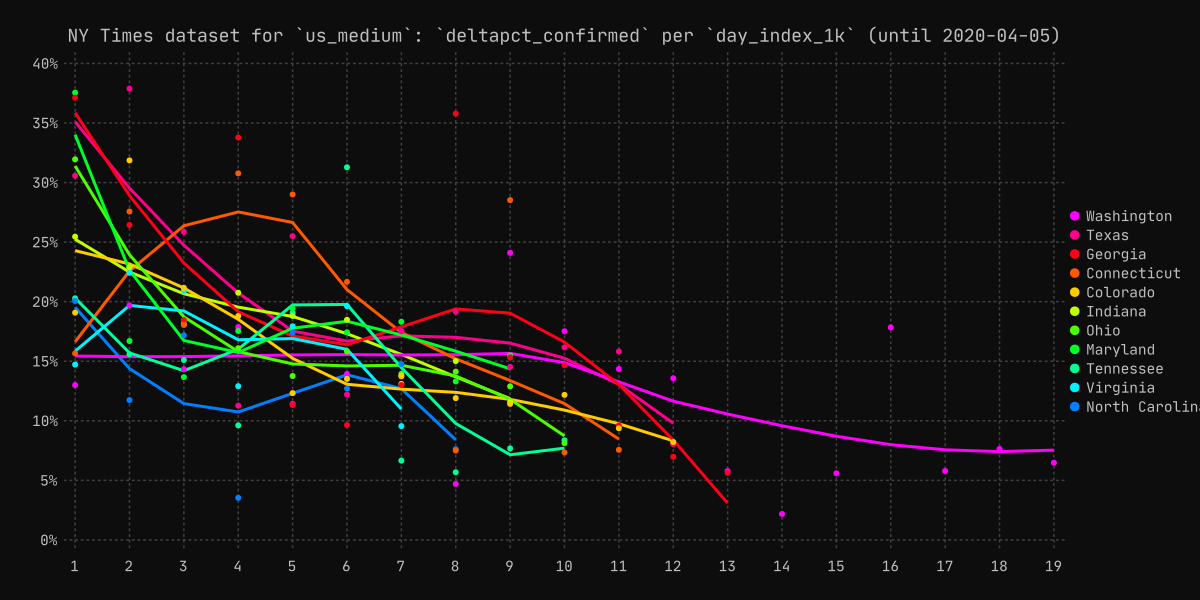 NY Times dataset for `us_medium`: `deltapct_confirmed` per `day_index_1k` (until 2020-04-05)
40%
35%
30%
25%
20%
15%
10%
5%
0%
1 2 3 4 5 6 7 8 9 10 11 12 13 14 15 16 17 18 19
Washington
Texas
Georgia
Connecticut
Colorado
Indiana
Ohio
Maryland
Tennessee
Virginia
North Carolina